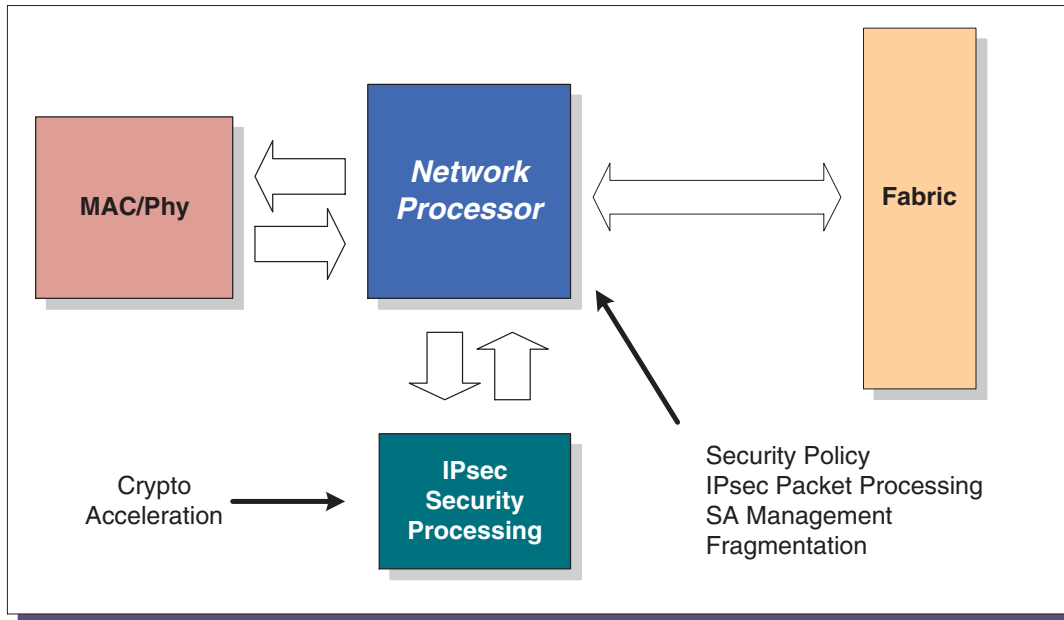 MAC/Phy
Network
Processor
Fabric
IPsec
Security
Processing
Crypto
Acceleration
Security Policy
IPsec Packet Processing
SA Management
Fragmentation